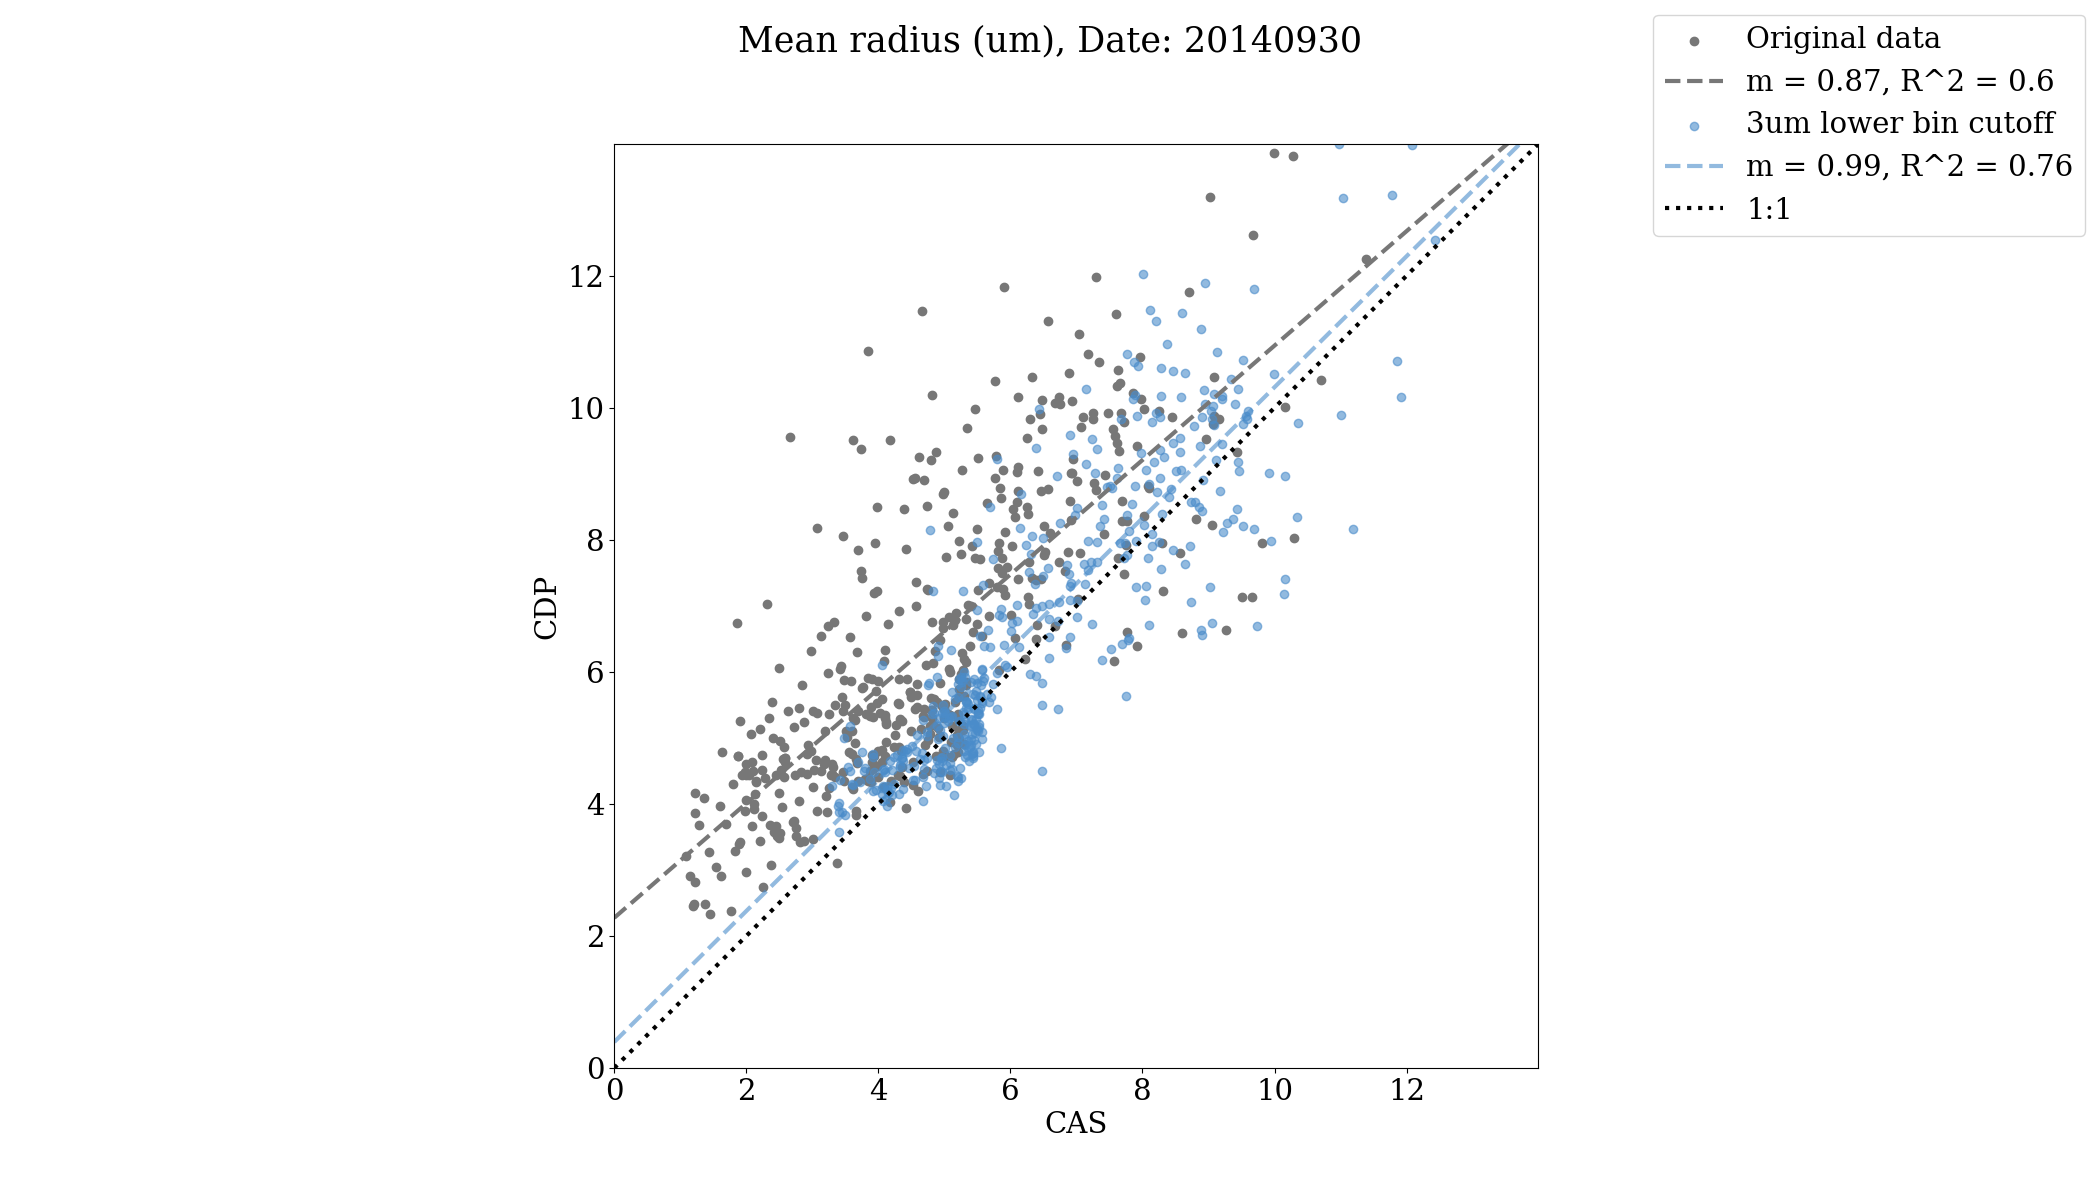 Mean radius (um), Date: 20140930
Original data
m = 0.87, R^2 = 0.6
3um lower bin cutoff
m = 0.99, R^2 = 0.76
1:1
12
10
8
6
4
2
0
CDP
0 2 4 6 8 10 12
CAS